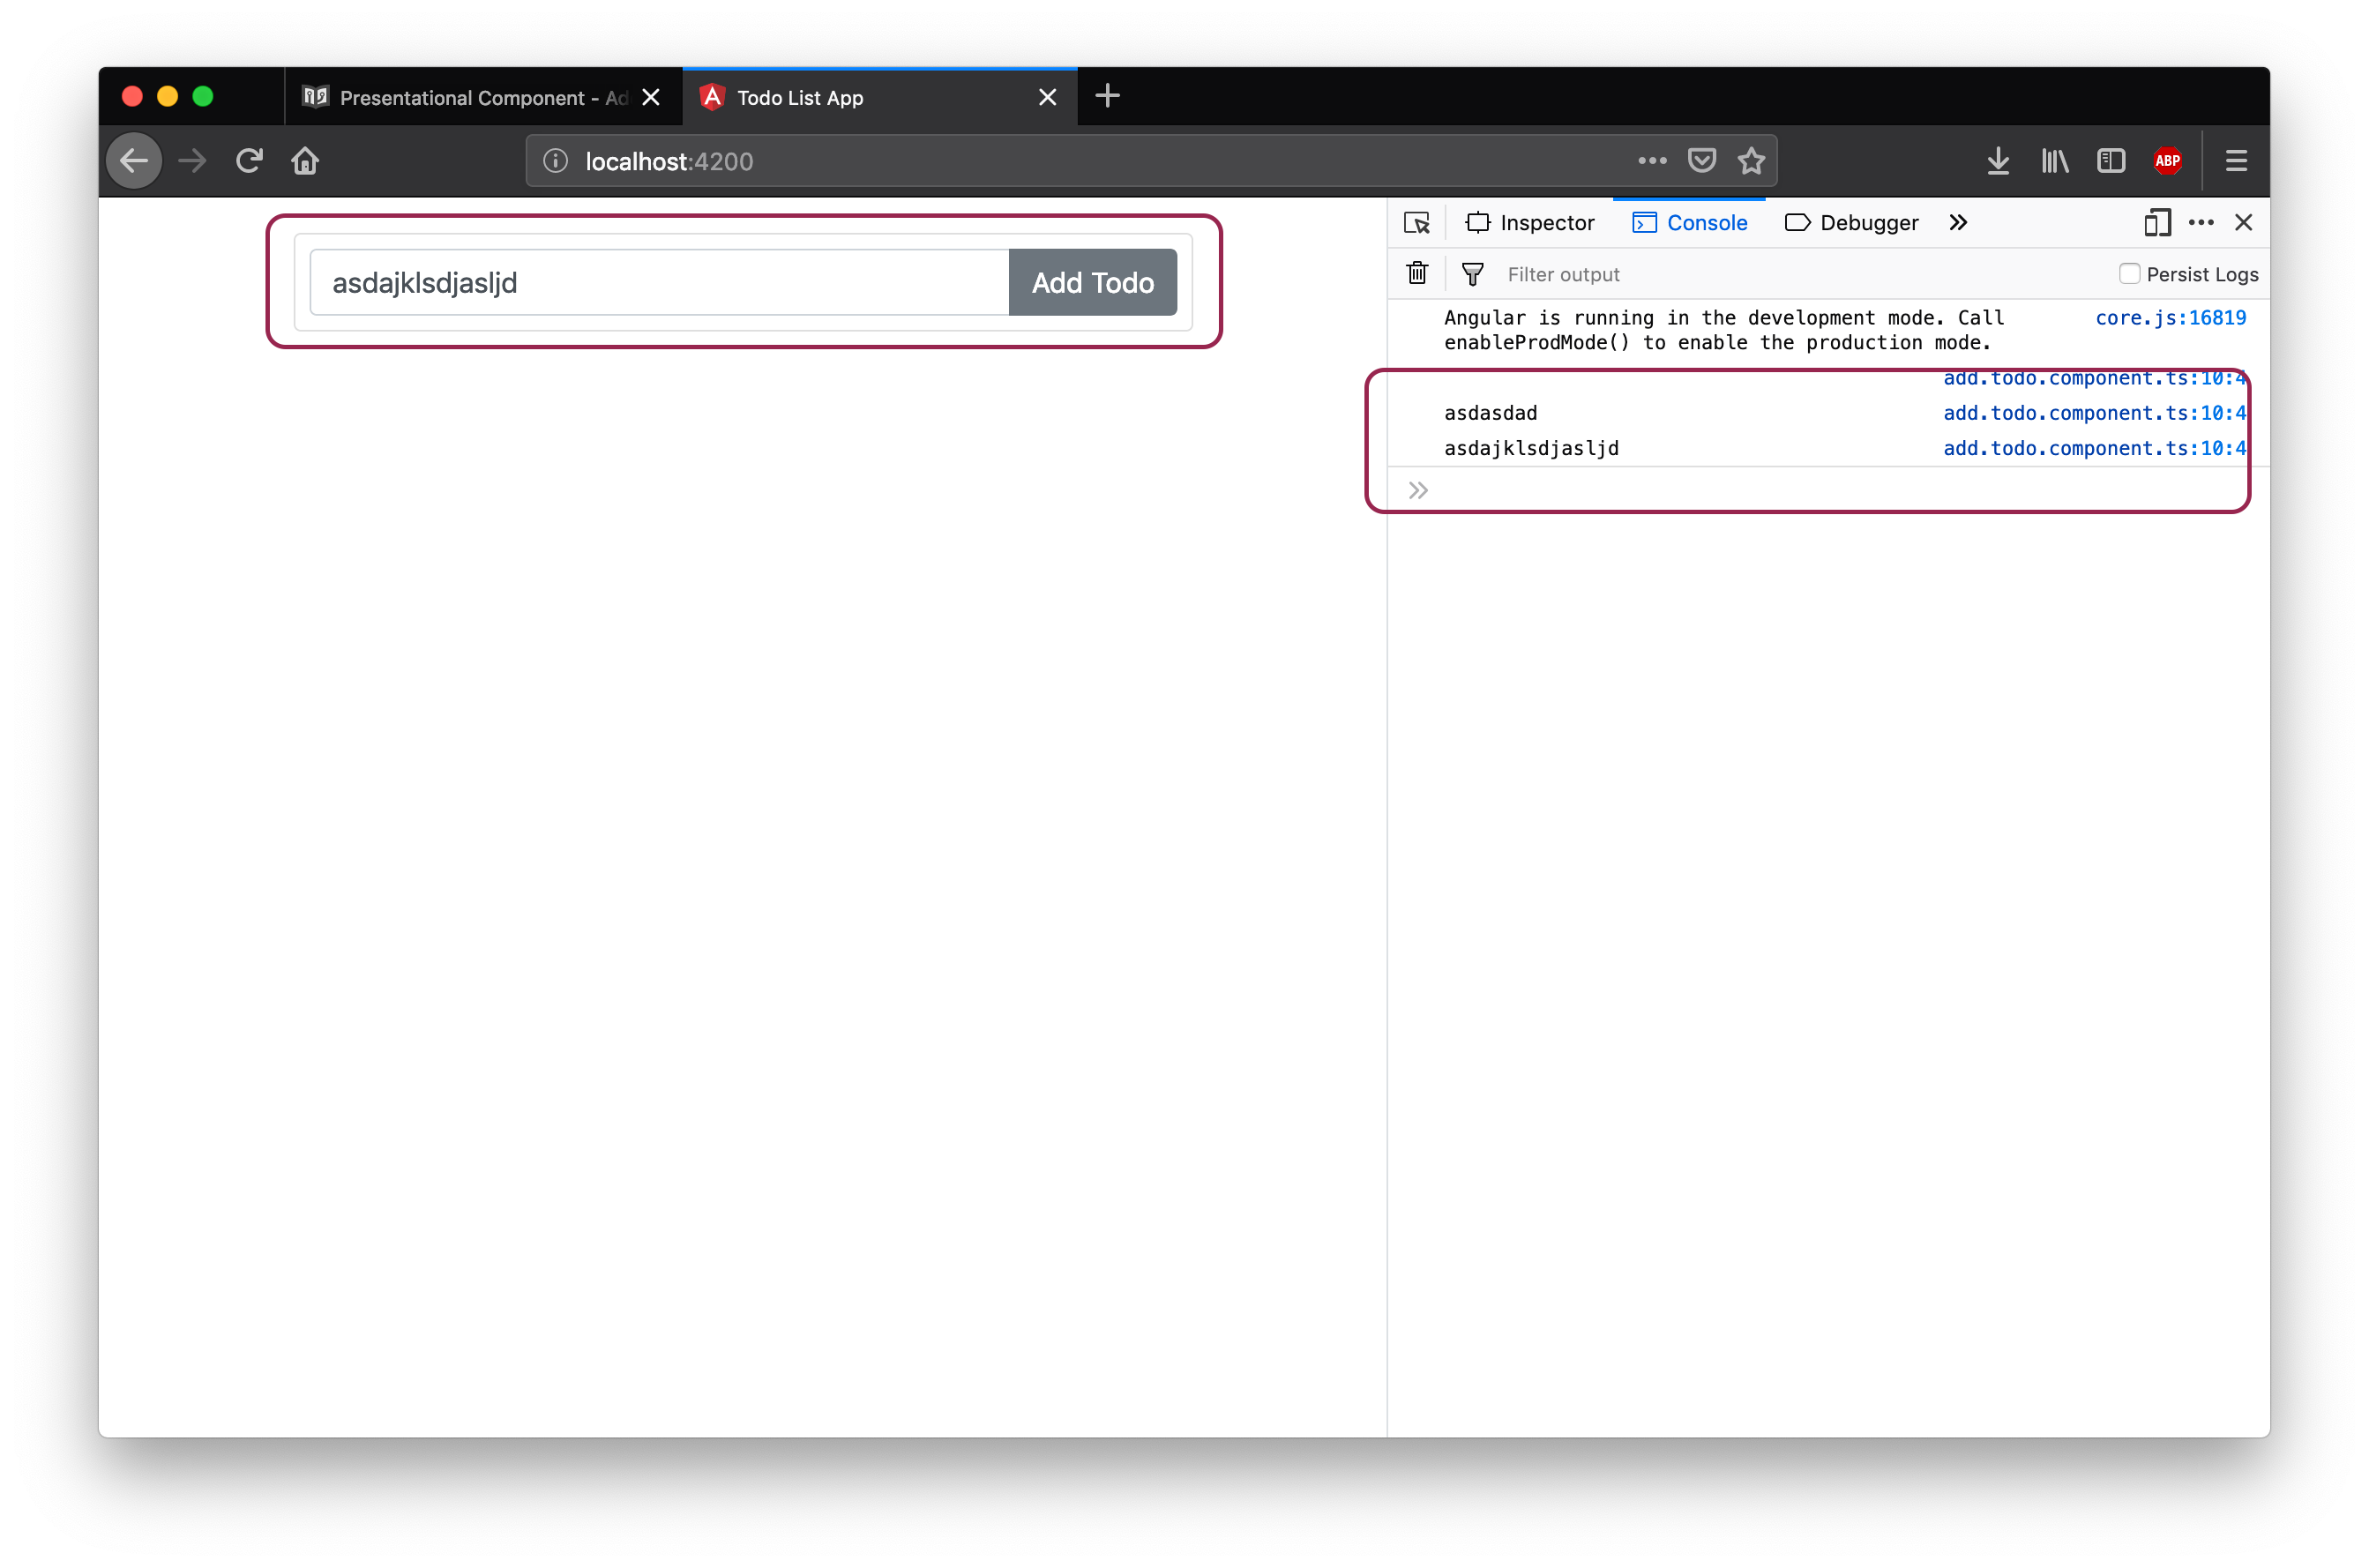 Presentational Component - Ad
Todo List App
localhost:4200
ABP
Inspector
Console
Debugger
Filter output
Persist Logs
asdajklsdjasljd
Add Todo
Angular is running in the development mode. Call
enableProdMode() to enable the production mode.
core.js:16819
add.todo.component.ts:10:4
asdasdad
add.todo.component.ts:10:4
asdajklsdjasljd
add.todo.component.ts:10:4